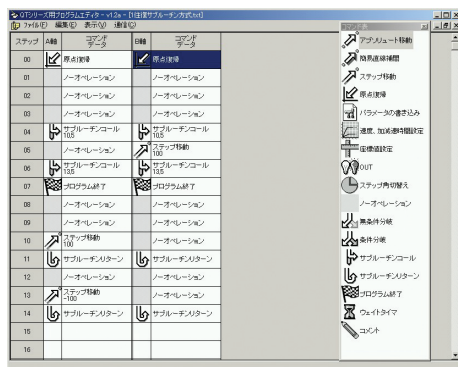 QTシリーズ用プログラムエディター - v1.2s - [1往復サブルーチン方式.txt]
ファイル(F) 編集(E) 表示(V) 通信(C)
ステップ A軸 コマンド データ B軸 コマンド データ
00 原点復帰 原点復帰
01 ノーオペレーション ノーオペレーション
02 ノーオペレーション ノーオペレーション
03 ノーオペレーション ノーオペレーション
04 サブルーチンコール 10,5 サブルーチンコール 10,5
05 ノーオペレーション ステップ移動 100
06 サブルーチンコール 13,5 サブルーチンコール 13,5
07 プログラム終了 プログラム終了
08 ノーオペレーション ノーオペレーション
09 ノーオペレーション ノーオペレーション
10 ステップ移動 100 ノーオペレーション
11 サブルーチンリターン サブルーチンリターン
12 ノーオペレーション ノーオペレーション
13 ステップ移動 -100 ノーオペレーション
14 サブルーチンリターン サブルーチンリターン
15
16
アブソリュート移動
簡易直線補間
ステップ移動
原点復帰
パラメータの書き込み
速度、加減速時間設定
座標値設定
OUT
ステップ角切替え
ノーオペレーション
無条件分岐
条件分岐
サブルーチンコール
サブルーチンリターン
プログラム終了
ウェイトタイマ
コメント